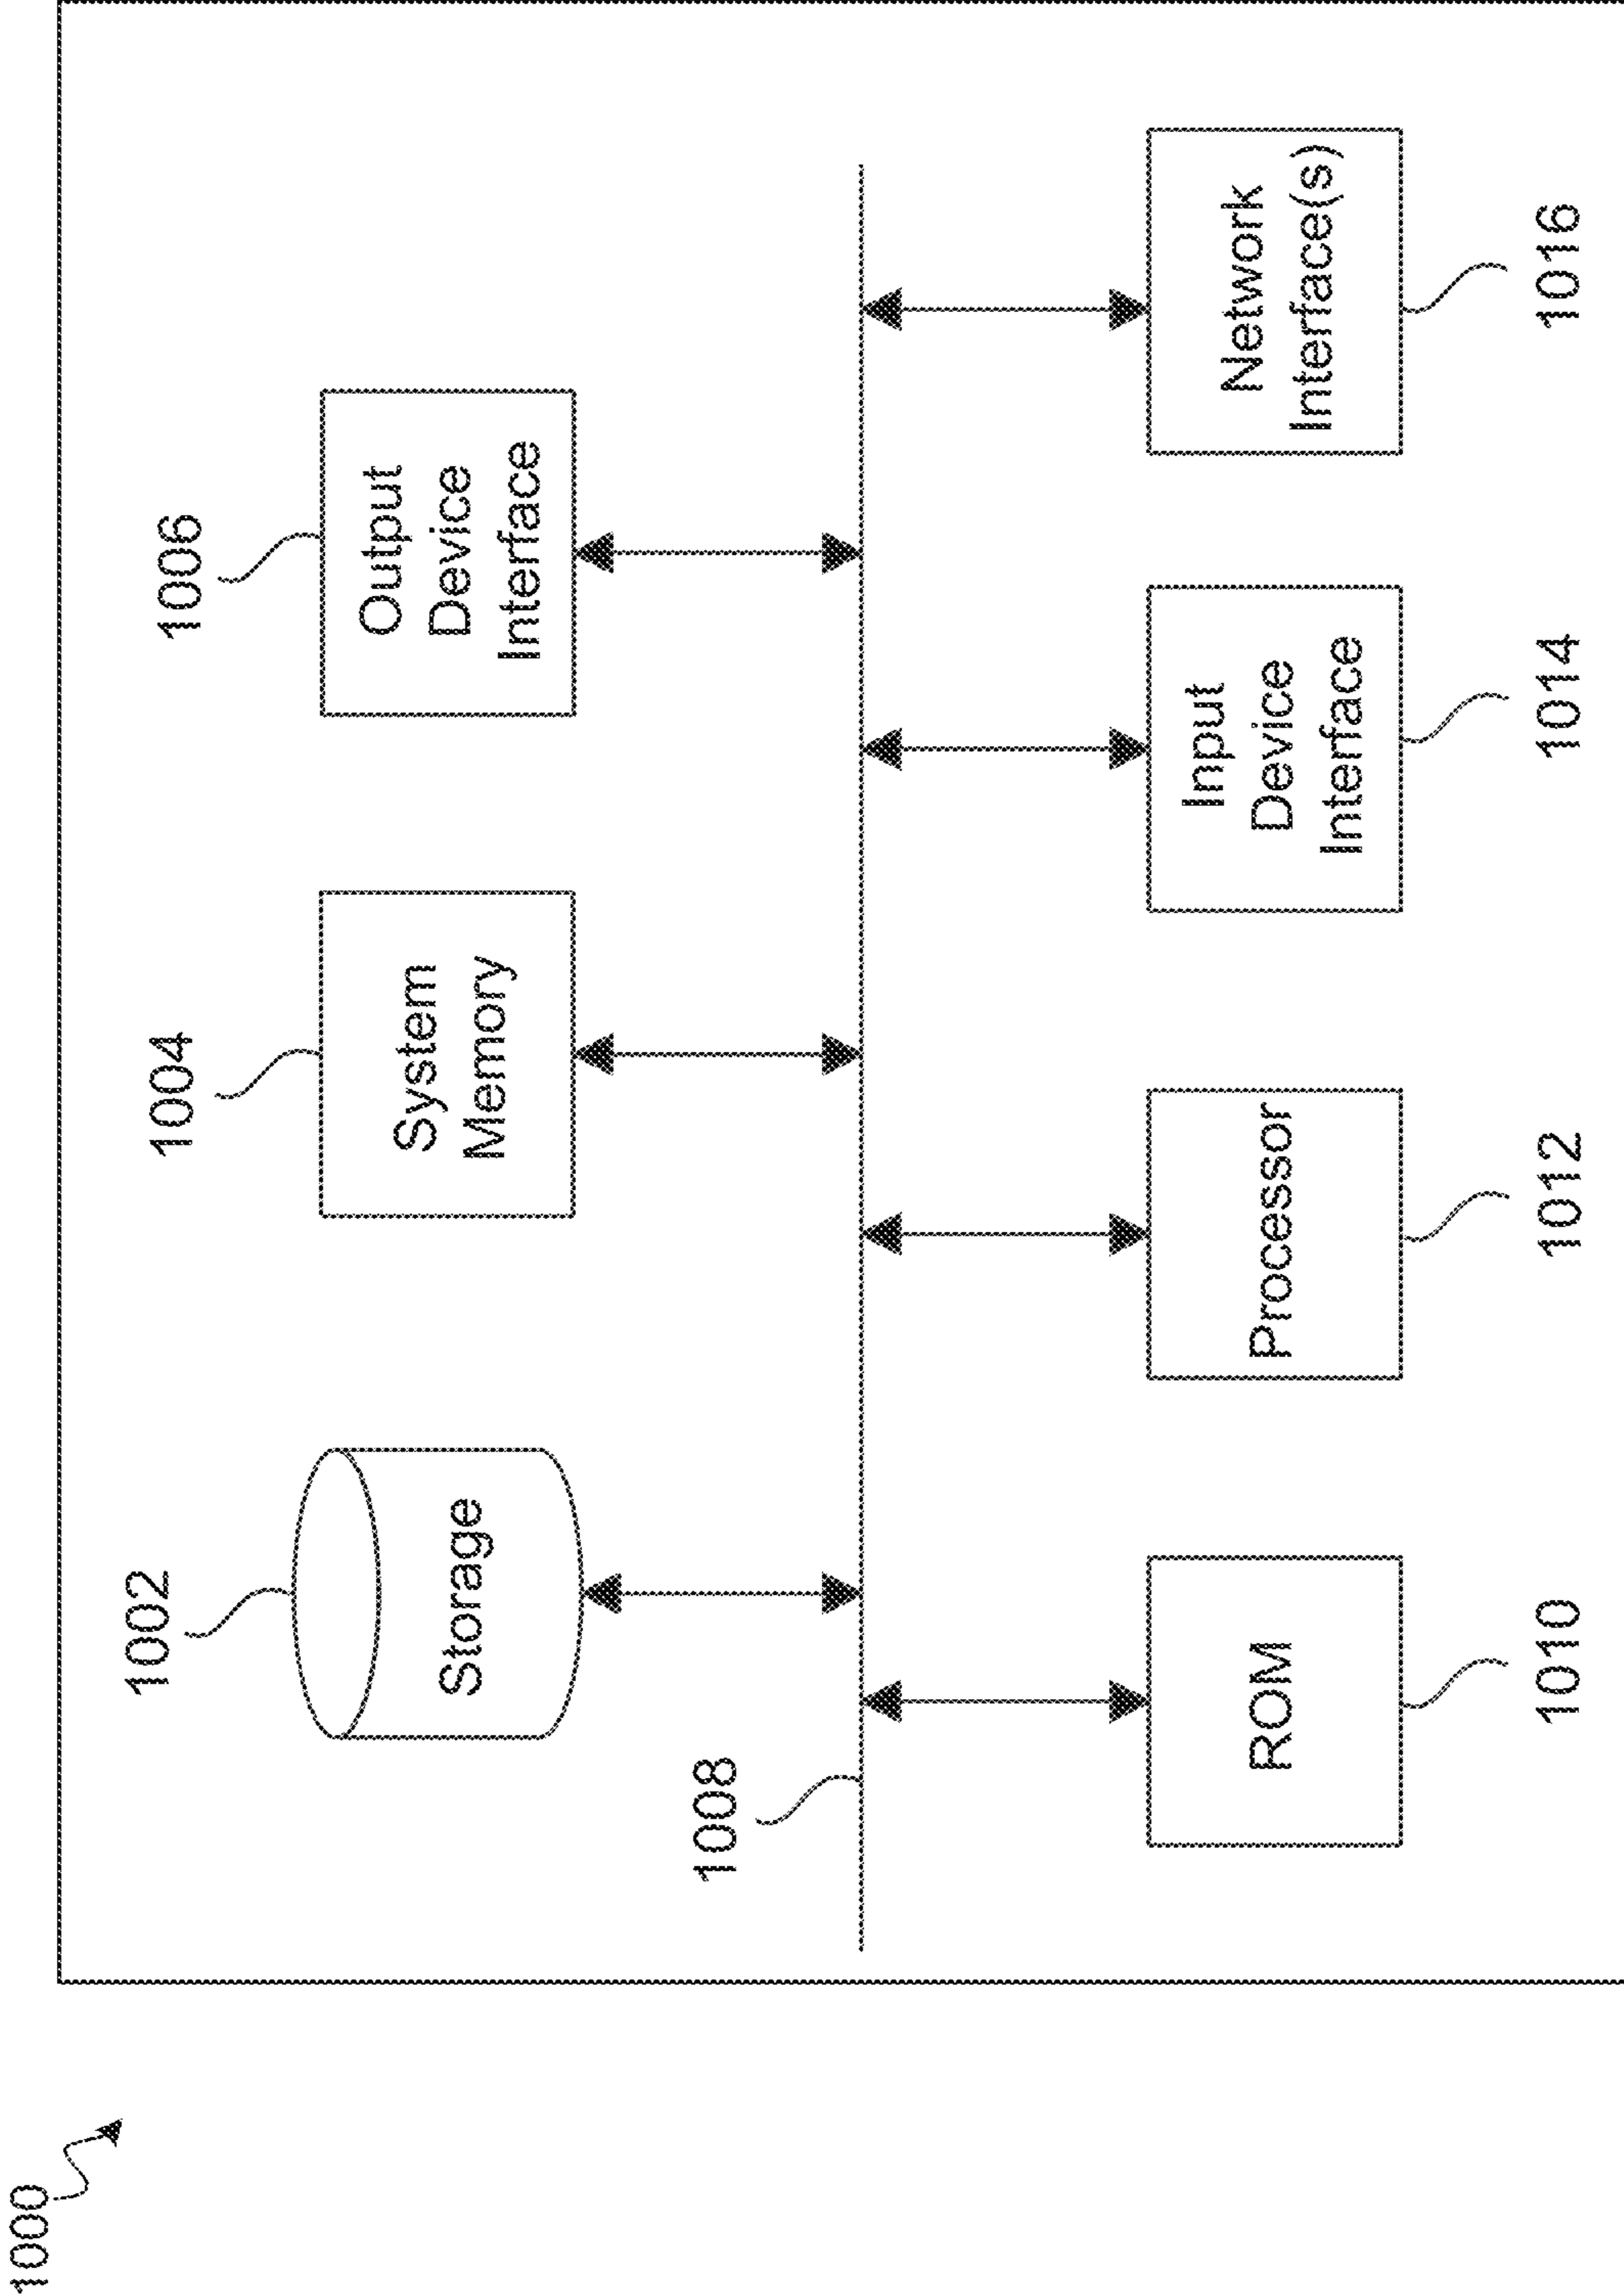 1000
1002
1004
1006
Storage
System
Memory
Output
Device
Interface
1008
ROM
Processor
Input
Device
Interface
Network
Interface(s)
1010
1012
1014
1016